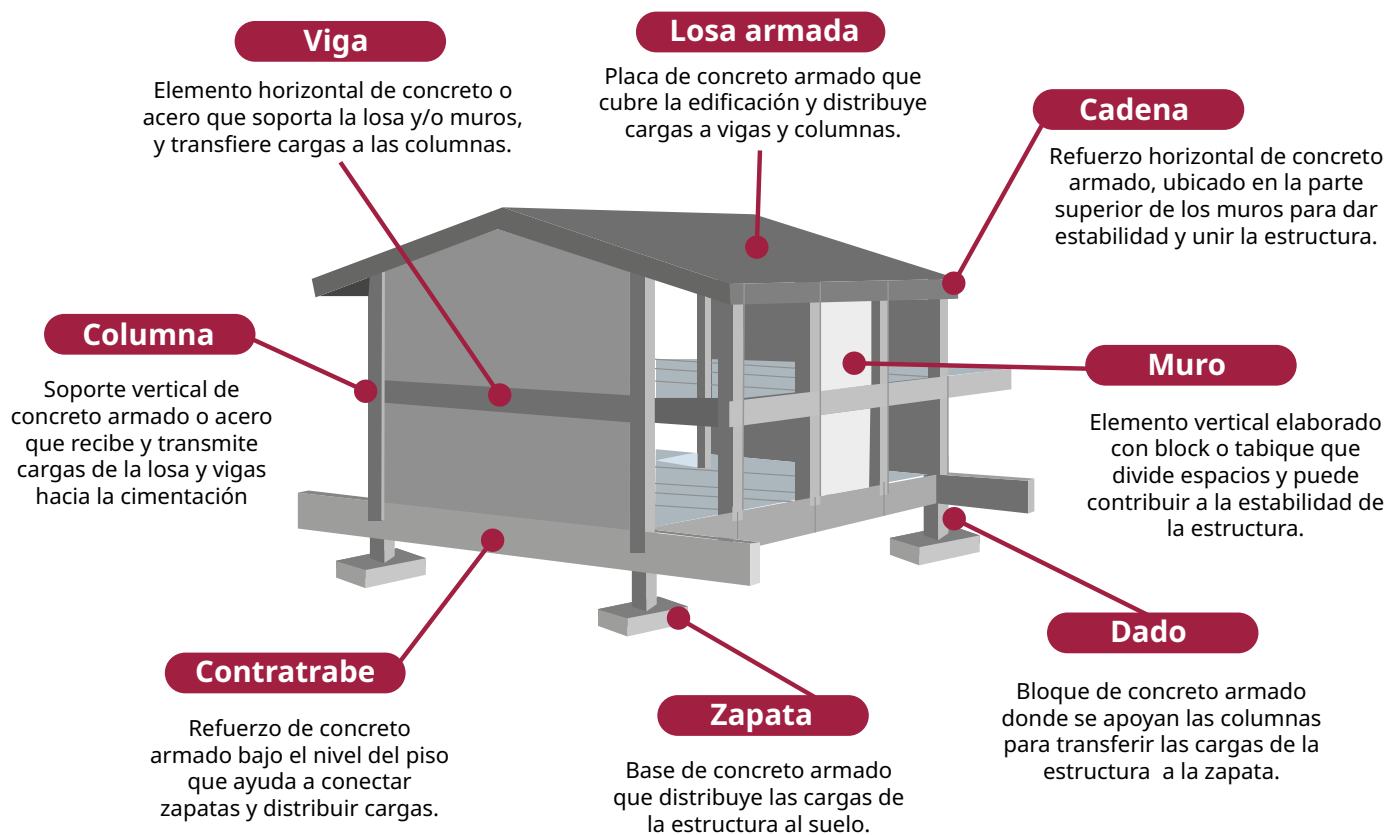 Viga
Elemento horizontal de concreto o
acero que soporta la losa y/o muros,
y transfiere cargas a las columnas.
Losa armada
Placa de concreto armado que
cubre la edificación y distribuye
cargas a vigas y columnas.
Cadena
Refuerzo horizontal de concreto
armado, ubicado en la parte
superior de los muros para dar
estabilidad y unir la estructura.
Columna
Soporte vertical de
concreto armado o acero
que recibe y transmite
cargas de la losa y vigas
hacia la cimentación
Muro
Elemento vertical elaborado
con block o tabique que
divide espacios y puede
contribuir a la estabilidad de
la estructura.
Contratrabe
Refuerzo de concreto
armado bajo el nivel del piso
que ayuda a conectar
zapatas y distribuir cargas.
Zapata
Base de concreto armado
que distribuye las cargas de
la estructura al suelo.
Dado
Bloque de concreto armado
donde se apoyan las columnas
para transferir las cargas de la
estructura a la zapata.